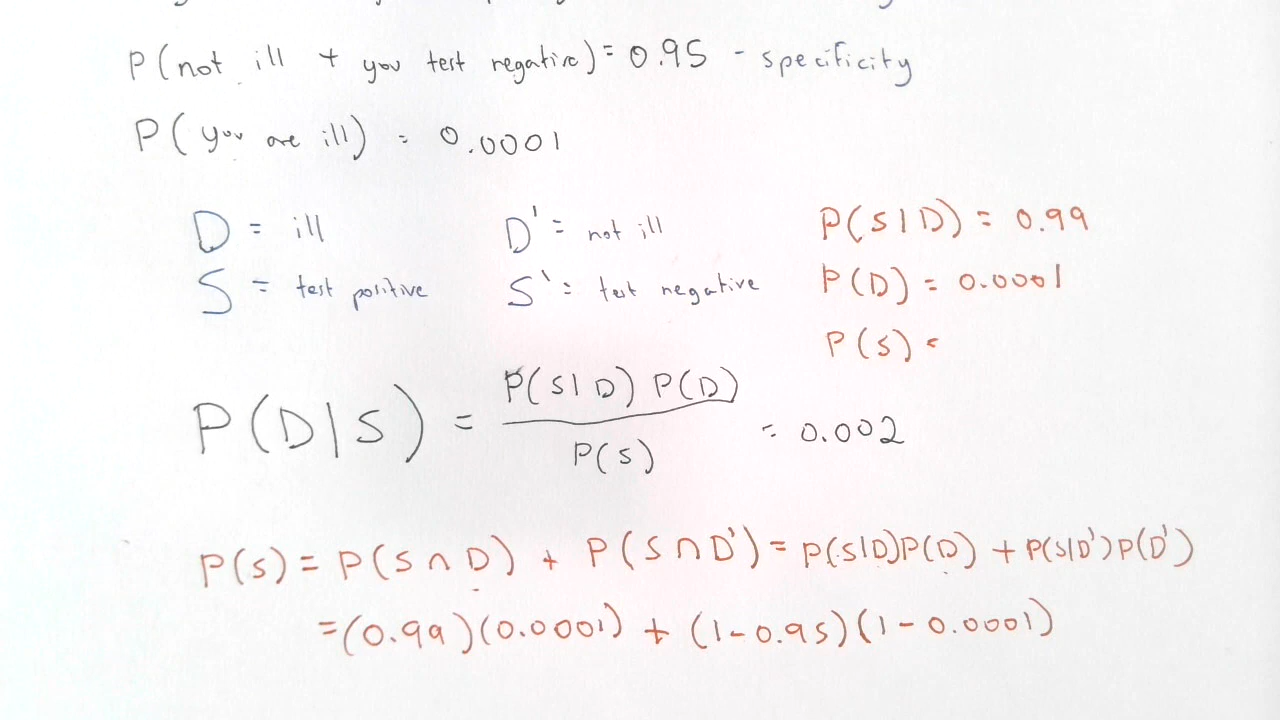 P(not ill + you test negative) = 0.95 - specificity
P(you are ill) = 0.0001
D = ill D' = not ill P(S|D) = 0.99
S = test positive S' = test negative P(D) = 0.0001
P(S) =
P(D|S) = P(S|D) P(D) / P(S) = 0.002
P(S) = P(S ∩ D) + P(S ∩ D') = P(S|D)P(D) + P(S|D')P(D')
= (0.99)(0.0001) + (1-0.95)(1-0.0001)